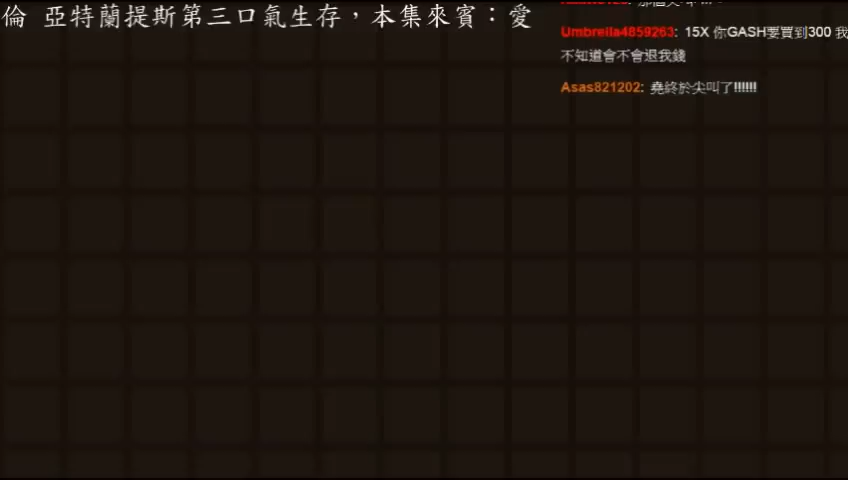 倫 亞特蘭提斯第三口氣生存，本集來賓：愛
Umbrella4859263: 15X 你GASH要買到300 我
不知道會不會退我錢
Asas821202: 堯終於尖叫了!!!!!!